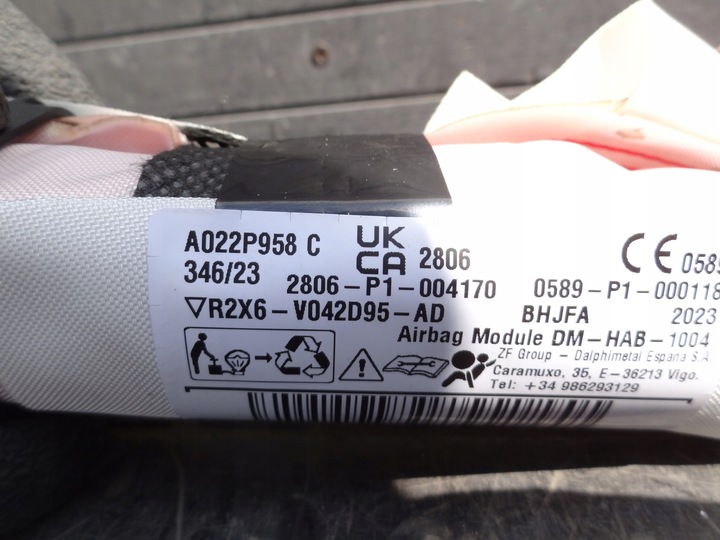 A022P958 C UK CA 2806 CE 0589
346/23 2806-P1-004170 0589-P1-000118
▽R2X6-V042D95-AD BHJFA 2023
Airbag Module DM-HAB-1004
ZF Group - Dalphimetal Espana S.A.
Caramuxo, 35, E-36213 Vigo.
Tel: +34 986293129